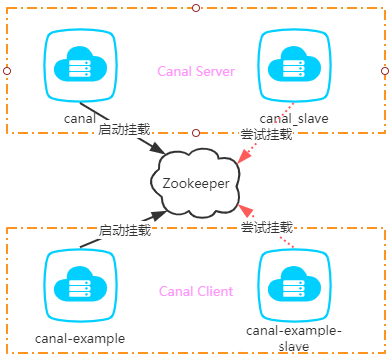 Canal Server
canal
canal_slave
启动挂载
尝试挂载
Zookeeper
启动挂载
尝试挂载
Canal Client
canal-example
canal-example-
slave